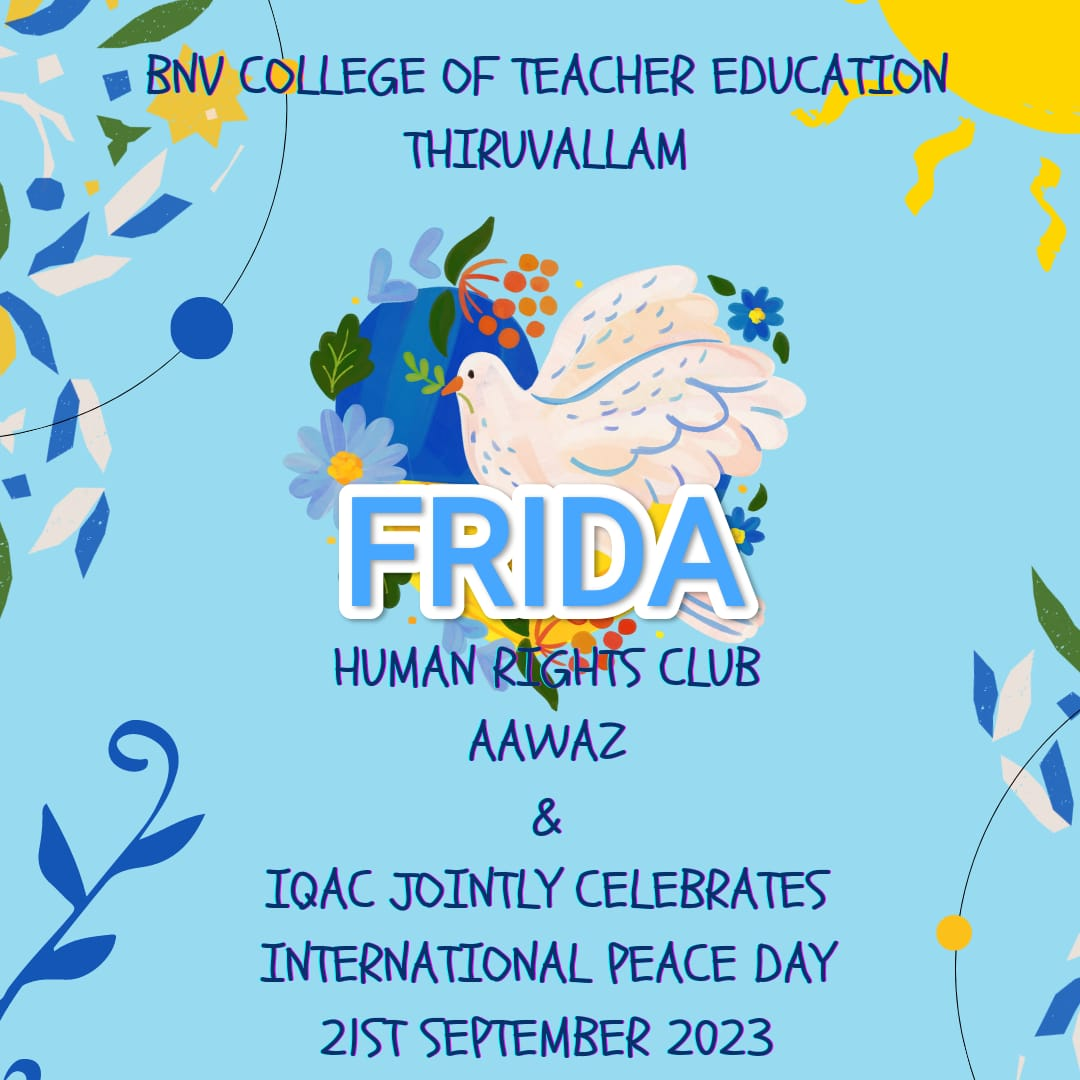 BNV COLLEGE OF TEACHER EDUCATION
THIRUVALLAM
FRIDA
HUMAN RIGHTS CLUB
AAWAZ
&
IQAC JOINTLY CELEBRATES
INTERNATIONAL PEACE DAY
21ST SEPTEMBER 2023